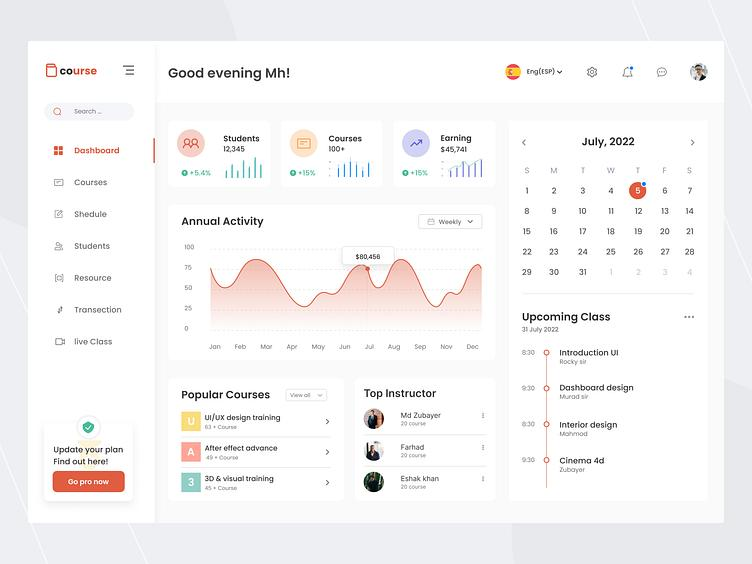 course
Search ...
Dashboard
Courses
Shedule
Students
Resource
Transection
live Class
Update your plan
Find out here!
Go pro now
Good evening Mh!
Eng(ESP)
Students
12,345
+5.4%
Courses
100+
+15%
Earning
$45,741
+15%
Annual Activity
Weekly
100
75
50
25
0
$80,456
Jan Feb Mar Apr May Jun Jul Aug Sep Nov Dec
Popular Courses
View all
U
UI/UX design training
63 + Course
A
After effect advance
49 + Course
3
3D & visual training
45 + Course
Top Instructor
Md Zubayer
20 course
Farhad
20 course
Eshak khan
20 course
July, 2022
S M T W T F S
1 2 3 4 5 6 7
8 9 10 11 12 13 14
15 16 17 18 19 20 21
22 23 24 25 26 27 28
29 30 31 1 2 3 4
Upcoming Class
31 July 2022
8:30
Introduction UI
Rocky sir
9:30
Dashboard design
Murad sir
8:30
Interior design
Mahmod
9:30
Cinema 4d
Zubayer